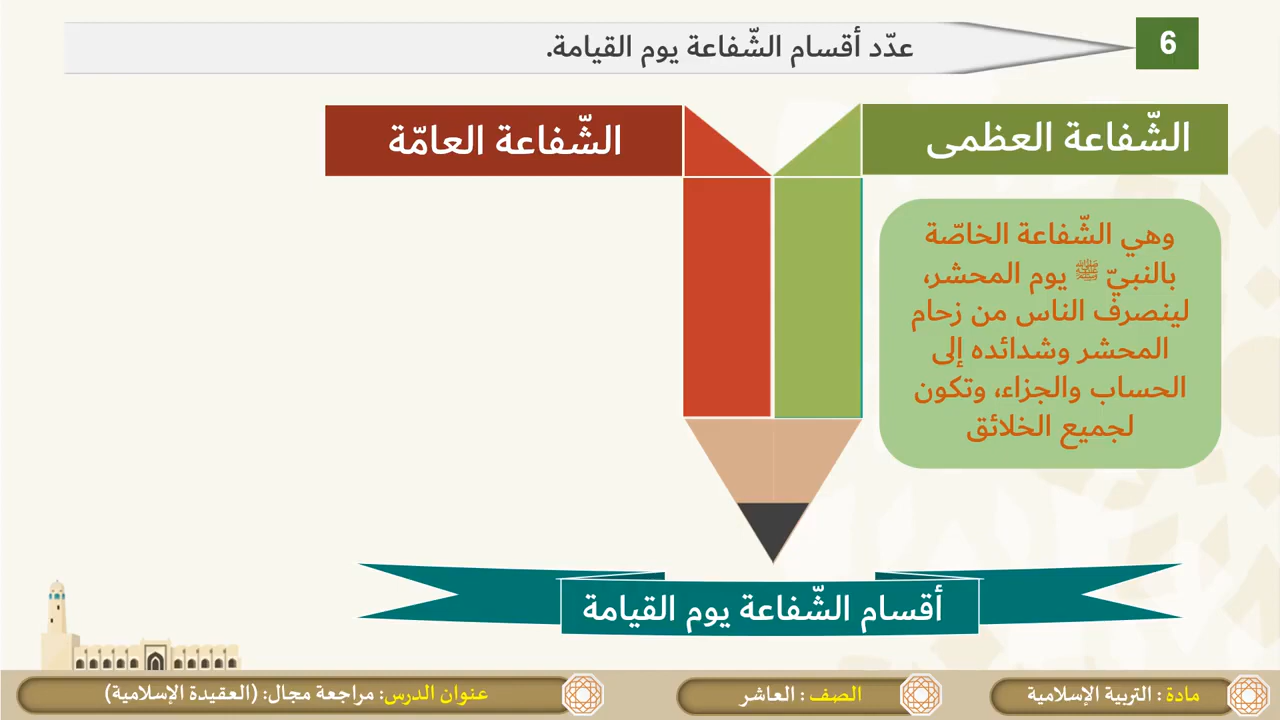 6
عدّد أقسام الشّفاعة يوم القيامة.
الشّفاعة العظمى
الشّفاعة العامّة
وهي الشّفاعة الخاصّة
بالنبيّ ﷺ يوم المحشر،
لينصرف الناس من زحام
المحشر وشدائده إلى
الحساب والجزاء، وتكون
لجميع الخلائق
أقسام الشّفاعة يوم القيامة
مادة : التربية الإسلامية
الصف : العاشر
عنوان الدرس: مراجعة مجال: (العقيدة الإسلامية)